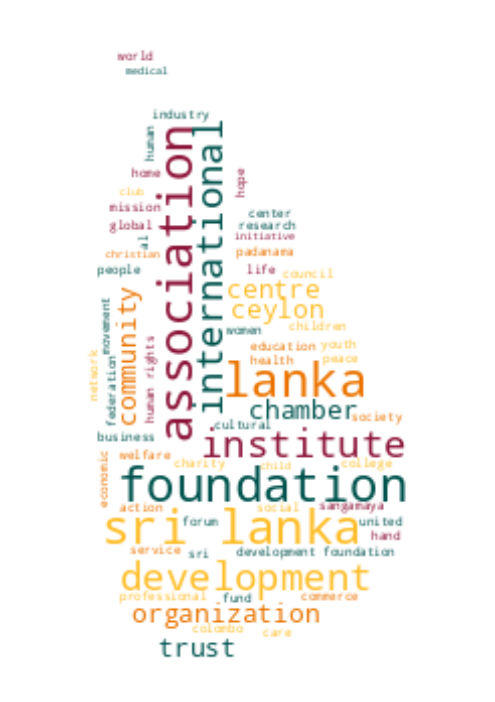 world
medical
industry
human
association
international
home
hope
club
mission
center
global
research
al
initiative
christian
padanama
people
life
council
community
centre
movement
ceylon
women
children
human rights
education
youth
network
federation
health
peace
lanka
chamber
society
cultural
business
institute
economic
welfare
charity
child
college
foundation
action
social
sangamaya
sri lanka
forum
united
hand
service
sri
development foundation
development
professional
fund
commerce
organization
colombo
care
trust